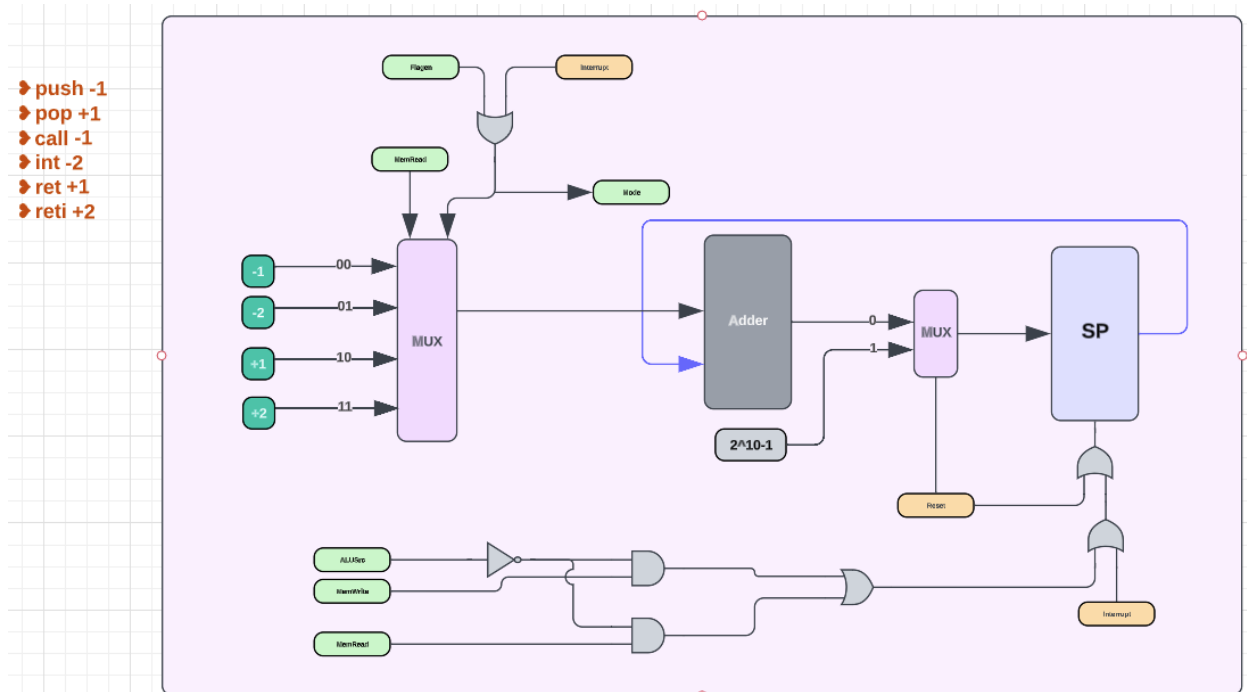 ❥ push -1
❥ pop +1
❥ call -1
❥ int -2
❥ ret +1
❥ reti +2
Flagen
Interrupt
MemRead
Mode
-1
00
-2
01
+1
10
+2
11
MUX
Adder
0
1
MUX
SP
2^10-1
Reset
ALUSrc
MemWrite
MemRead
Interrupt